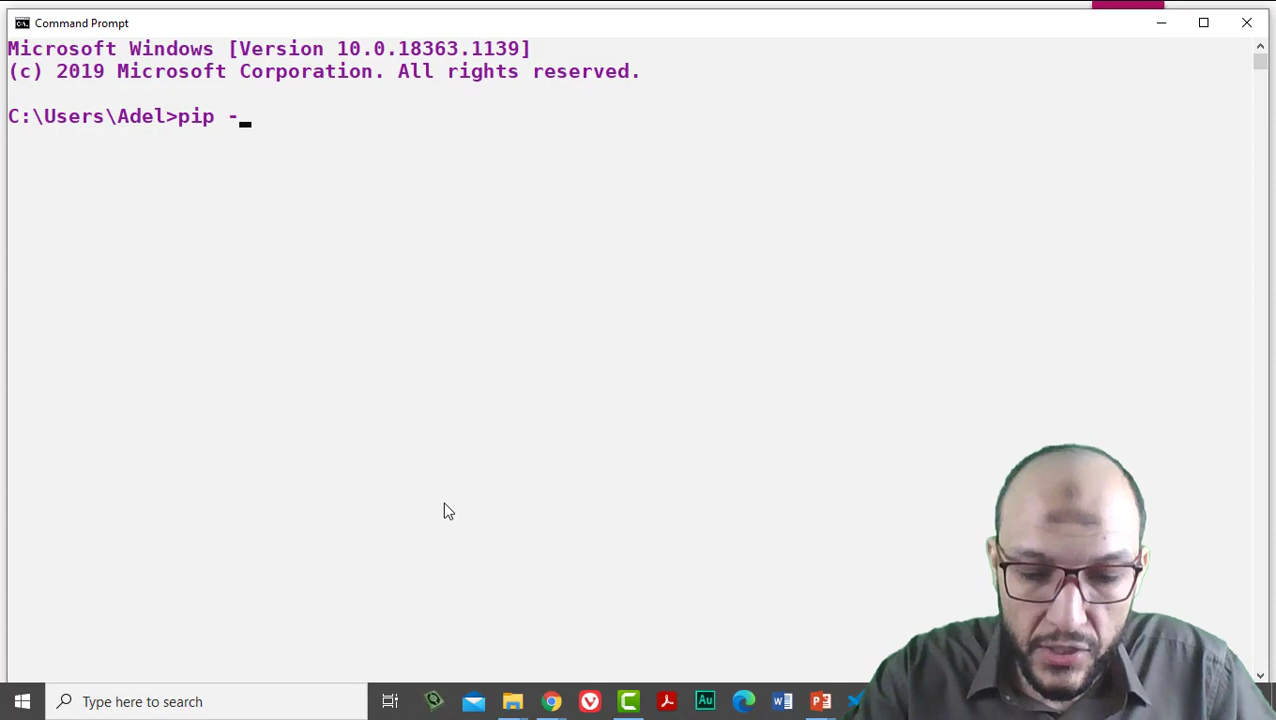 Command Prompt
Microsoft Windows [Version 10.0.18363.1139]
(c) 2019 Microsoft Corporation. All rights reserved.
C:\Users\Adel>pip -
Type here to search
Au